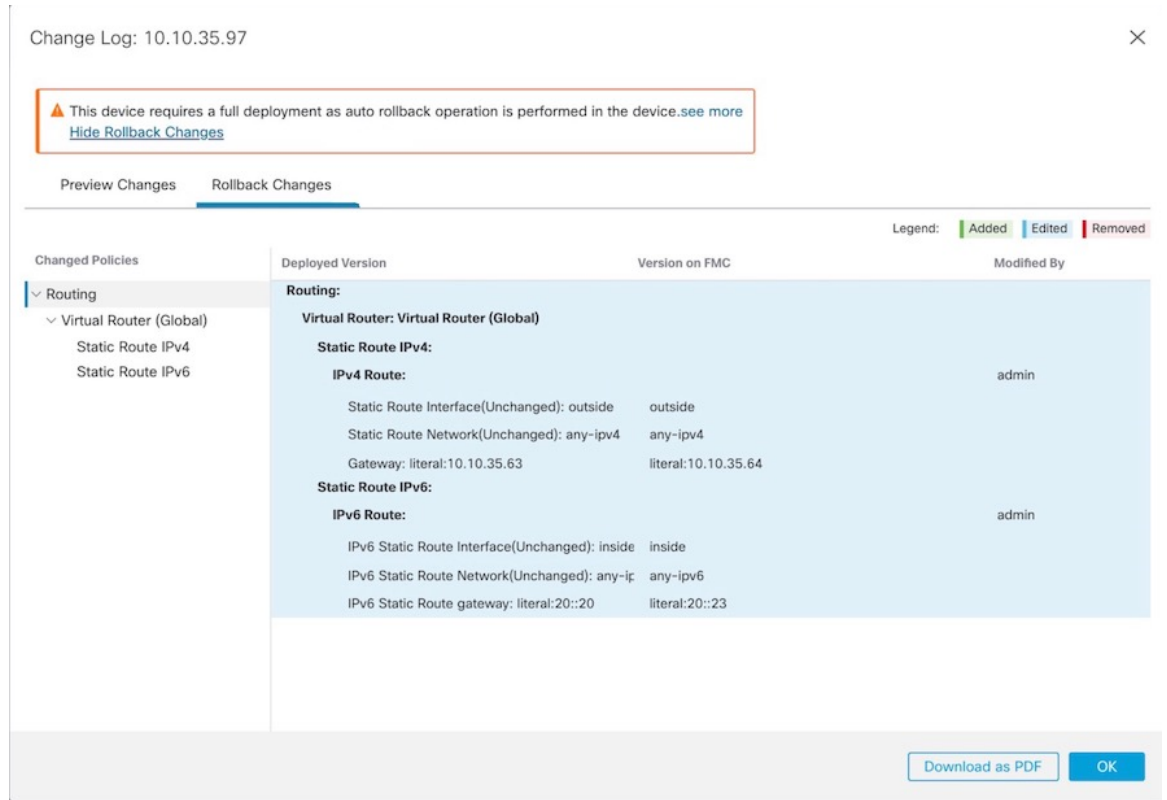 Change Log: 10.10.35.97
This device requires a full deployment as auto rollback operation is performed in the device.see more
Hide Rollback Changes
Preview Changes Rollback Changes
Legend: Added Edited Removed
Changed Policies Deployed Version Version on FMC Modified By
Routing
Virtual Router (Global)
Static Route IPv4
Static Route IPv6
Routing:
Virtual Router: Virtual Router (Global)
Static Route IPv4:
IPv4 Route: admin
Static Route Interface(Unchanged): outside outside
Static Route Network(Unchanged): any-ipv4 any-ipv4
Gateway: literal:10.10.35.63 literal:10.10.35.64
Static Route IPv6:
IPv6 Route: admin
IPv6 Static Route Interface(Unchanged): inside inside
IPv6 Static Route Network(Unchanged): any-ip any-ipv6
IPv6 Static Route gateway: literal:20::20 literal:20::23
Download as PDF OK